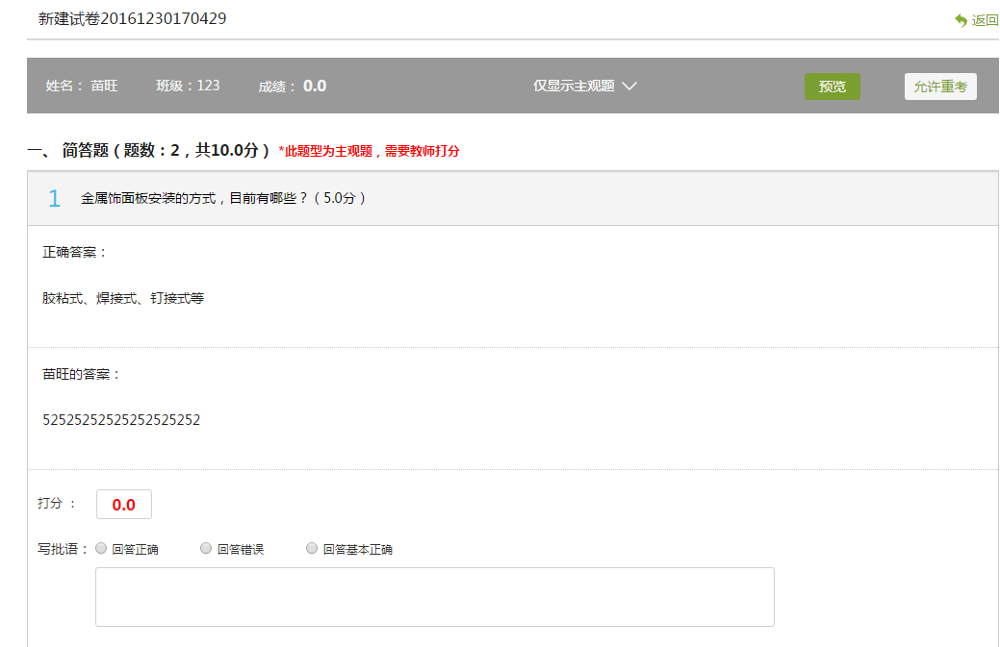 新建试卷20161230170429 返回
姓名： 苗旺 班级：123 成绩： 0.0 仅显示主观题 预览 允许重考
一、 简答题（题数：2，共10.0分） *此题型为主观题，需要教师打分
1 金属饰面板安装的方式，目前有哪些？（5.0分）
正确答案：
胶粘式、焊接式、钉接式等
苗旺的答案：
52525252525252525252
打分 ： 0.0
写批语： 回答正确 回答错误 回答基本正确